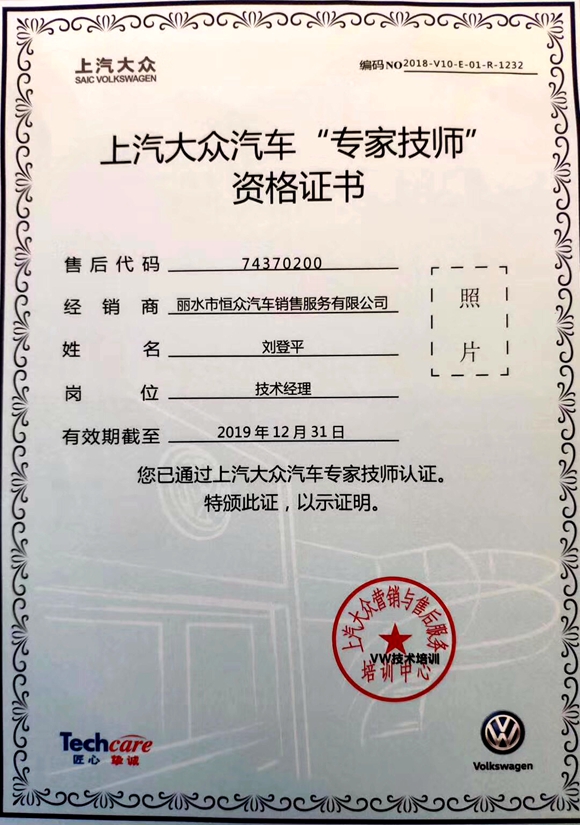 上汽大众
SAIC VOLKSWAGEN
编码NO 2018-V10-E-01-R-1232
上汽大众汽车“专家技师”
资格证书
售后代码 74370200
经销商 丽水市恒众汽车销售服务有限公司
姓名 刘登平
岗位 技术经理
有效期截至 2019年12月31日
照
片
您已通过上汽大众汽车专家技师认证。
特颁此证，以示证明。
上汽大众营销与售后服务
VW技术培训
培训中心
Techcare
匠心 挚诚
Volkswagen